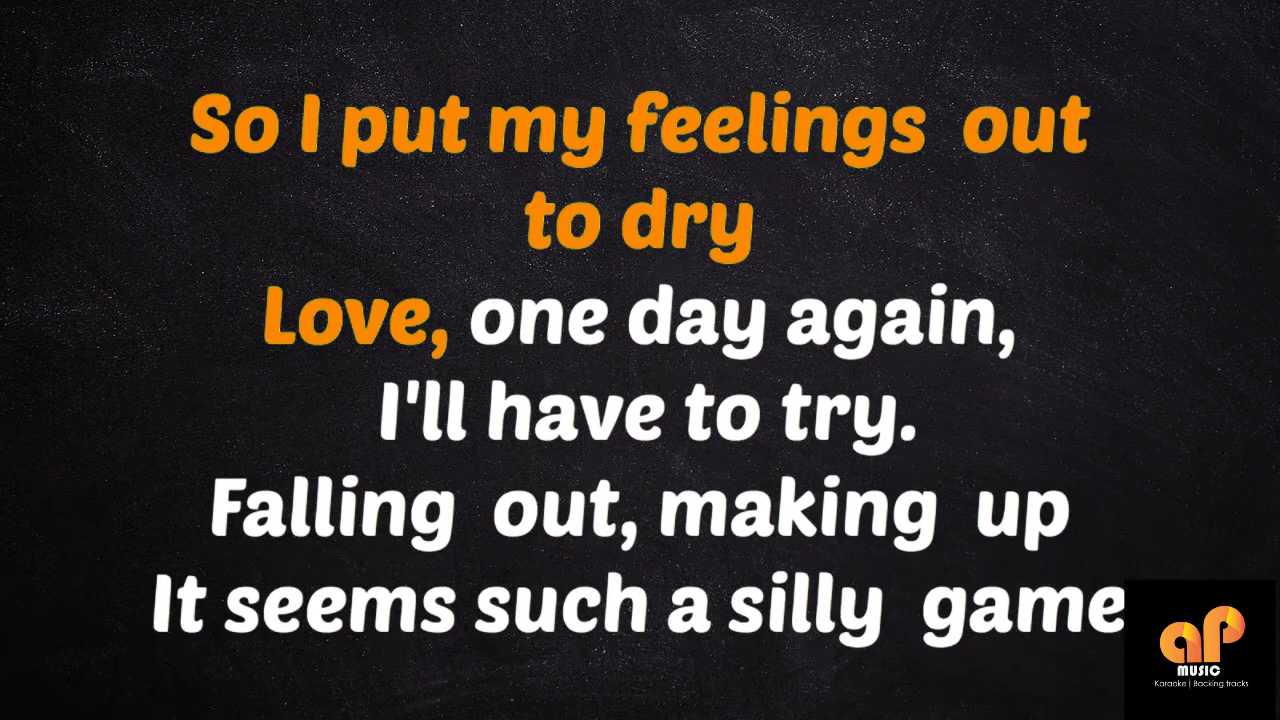 So I put my feelings out
to dry
Love, one day again,
I'll have to try.
Falling out, making up
It seems such a silly game
ap
MUSIC
Karaoke | Backing tracks